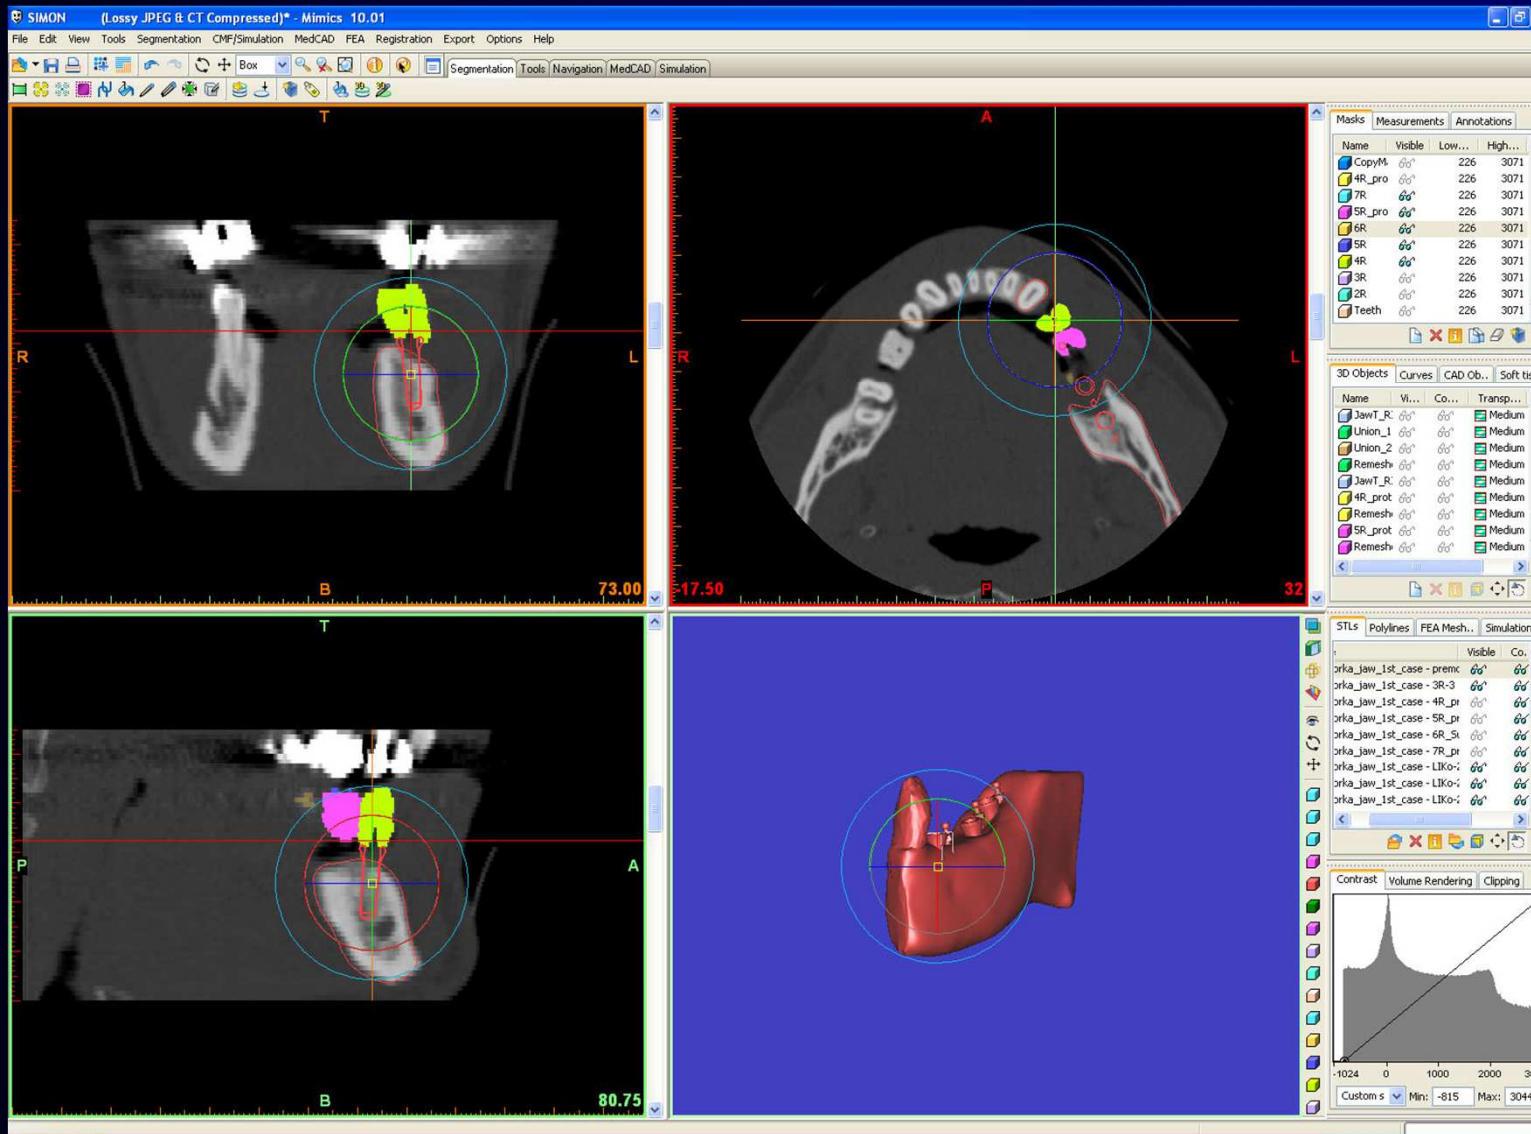 SIMON (Lossy JPEG & CT Compressed)* - Mimics 10.01
File Edit View Tools Segmentation CMF/Simulation MedCAD FEA Registration Export Options Help
Box Segmentation Tools Navigation MedCAD Simulation
T
R
L
B
73.00
A
R
L
-17.50
P
32
T
P
A
B
80.75
Masks Measurements Annotations
Name Visible Low... High...
CopyM. 226 3071
4R_pro 226 3071
7R 226 3071
5R_pro 226 3071
6R 226 3071
5R 226 3071
4R 226 3071
3R 226 3071
2R 226 3071
Teeth 226 3071
3D Objects Curves CAD Ob.. Soft tis
Name Vi... Co... Transp...
JawT_R Medium
Union_1 Medium
Union_2 Medium
Remesh Medium
JawT_R Medium
4R_prot Medium
Remesh Medium
5R_prot Medium
Remesh Medium
STLs Polylines FEA Mesh.. Simulation
Visible Co.
orka_jaw_1st_case - premo
orka_jaw_1st_case - 3R-3
orka_jaw_1st_case - 4R_pr
orka_jaw_1st_case - 5R_pr
orka_jaw_1st_case - 6R_Su
orka_jaw_1st_case - 7R_pr
orka_jaw_1st_case - LIKo-2
orka_jaw_1st_case - LIKo-2
orka_jaw_1st_case - LIKo-2
Contrast Volume Rendering Clipping
-1024 0 1000 2000
Custom s Min: -815 Max: 3044